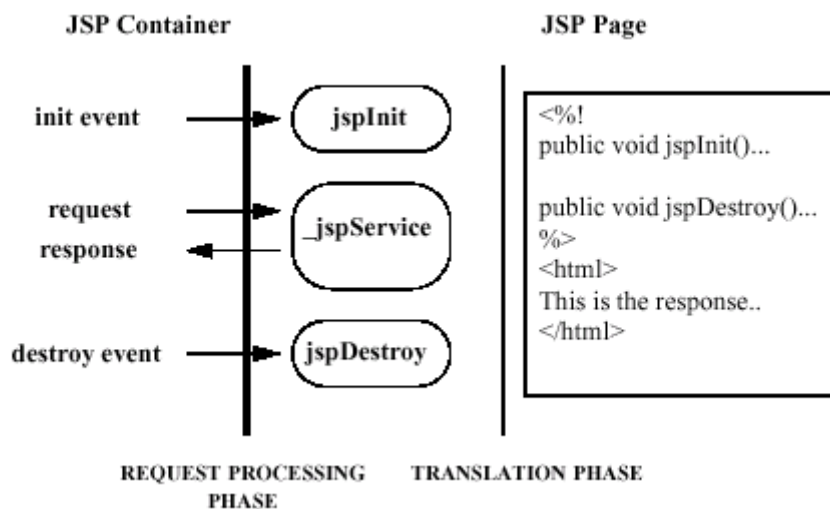 JSP Container
JSP Page
init event
jspInit
request
response
_jspService
destroy event
jspDestroy
<%!
public void jspInit()...
public void jspDestroy()...
%>
<html>
This is the response..
</html>
REQUEST PROCESSING
PHASE
TRANSLATION PHASE